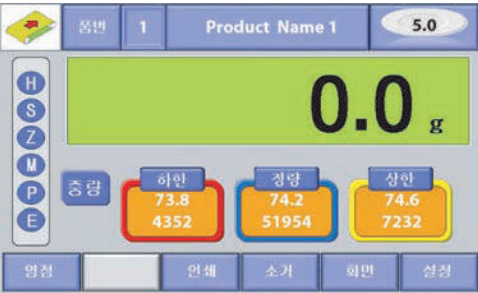 품번 1 Product Name 1 5.0
0.0 g
H
S
Z
M
P
E
중량
하한 정량 상한
73.8 74.2 74.6
4352 51954 7232
영점 인쇄 소거 화면 설정